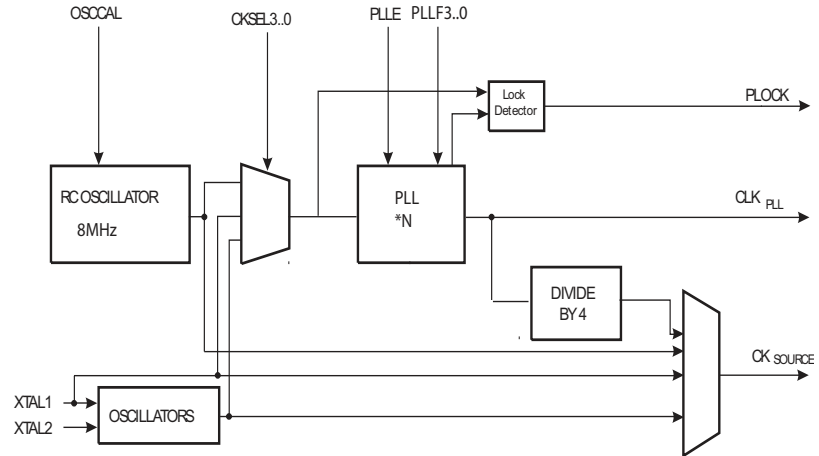 OSCCAL
CKSEL3..0
PLLE PLLF3..0
Lock
Detector
PLOCK
RC OSCILLATOR
8MHz
PLL
*N
CLK PLL
DIVIDE
BY 4
CK SOURCE
XTAL1
XTAL2
OSCILLATORS